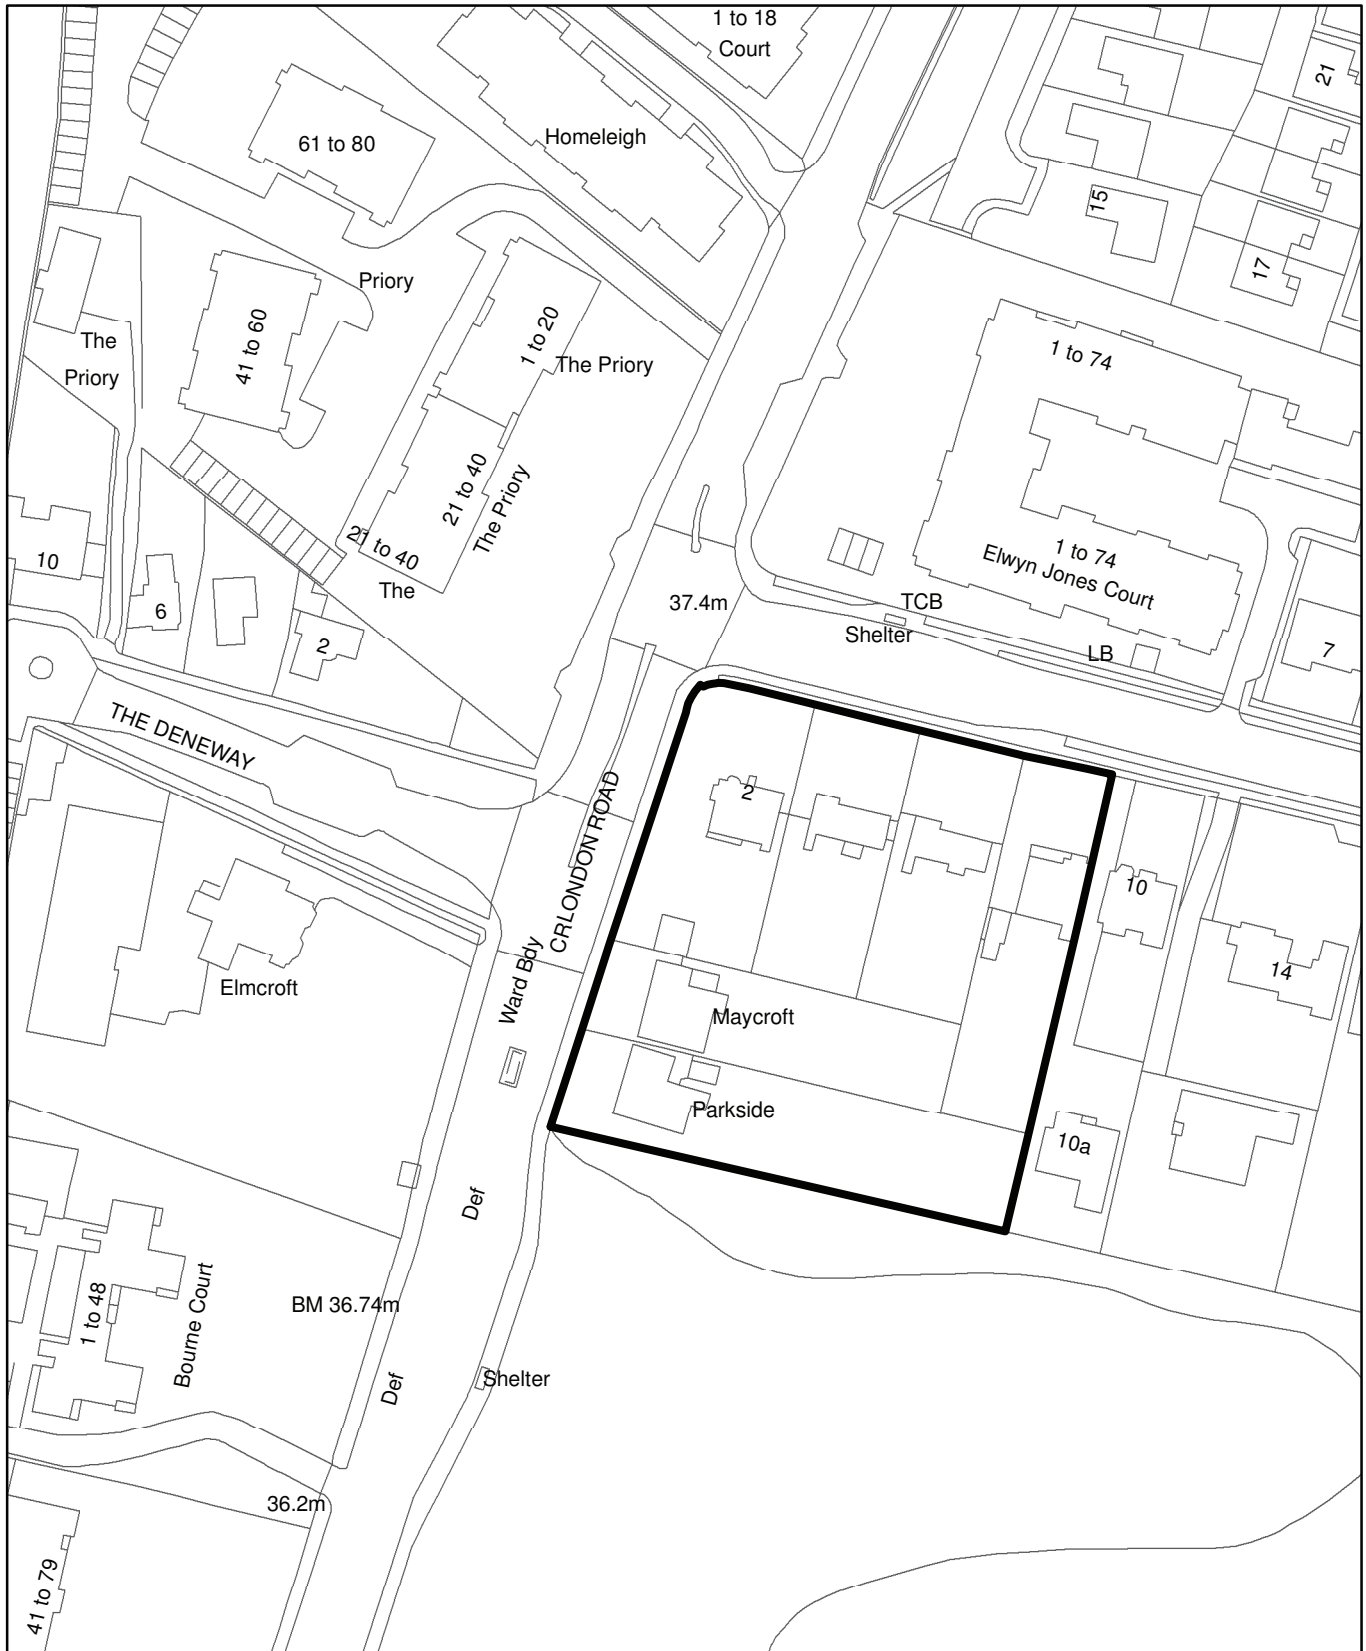 1 to 18
Court
21
61 to 80
Homeleigh
15
17
Priory
The
Priory
41 to 60
1 to 20
The Priory
1 to 74
21 to 40
The Priory
21 to 40
The
10
6
2
1 to 74
Elwyn Jones Court
37.4m
TCB
Shelter
LB
7
THE DENEWAY
2
CRLONDON ROAD
10
14
Elmcroft
Ward Bdy
Maycroft
Parkside
10a
Def
1 to 48
Bourne Court
BM 36.74m
Def
Shelter
36.2m
41 to 79